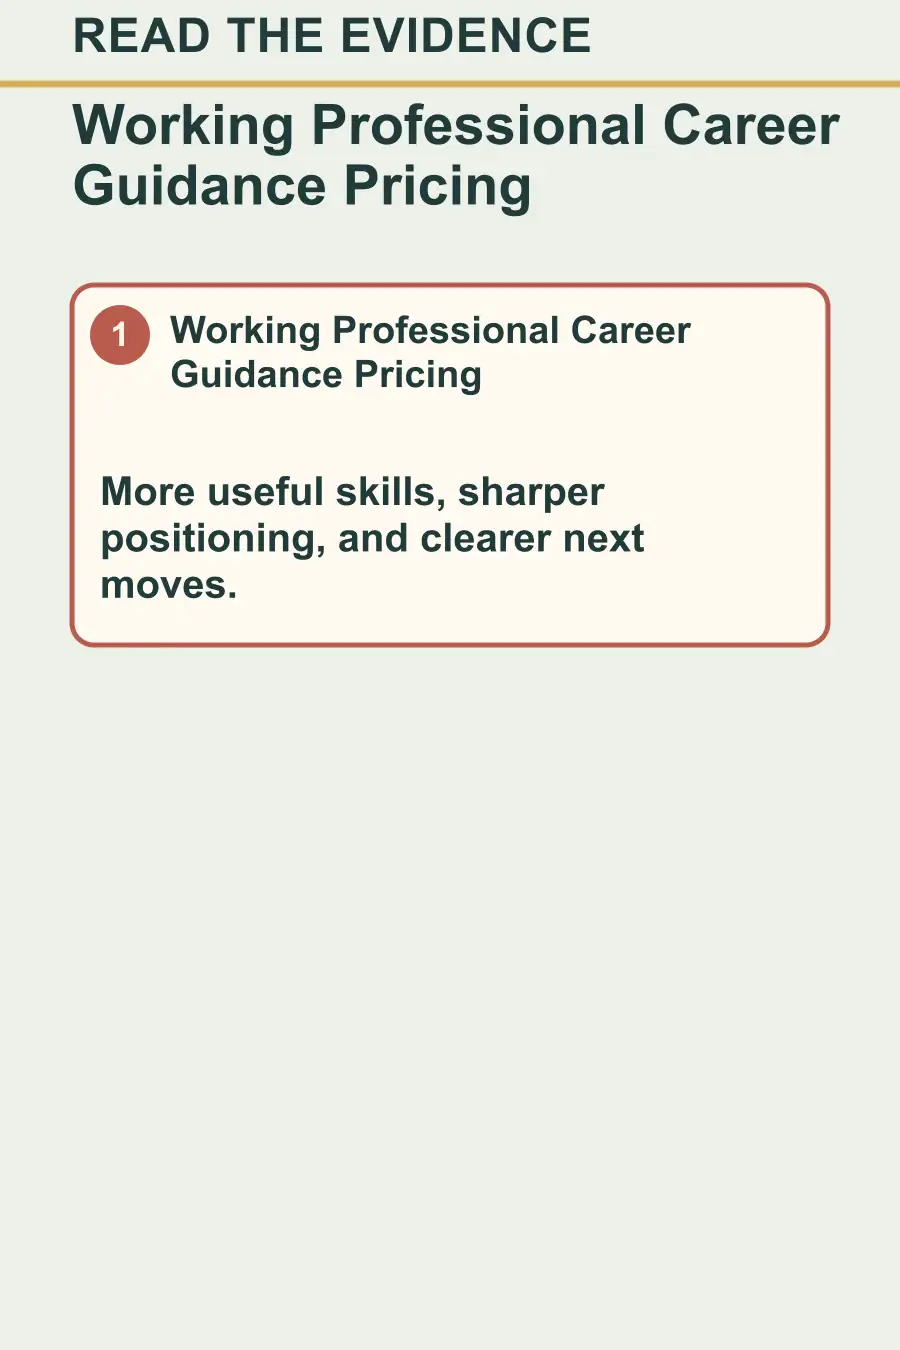 READ THE EVIDENCE
Working Professional Career
Guidance Pricing
1
Working Professional Career
Guidance Pricing
More useful skills, sharper
positioning, and clearer next
moves.